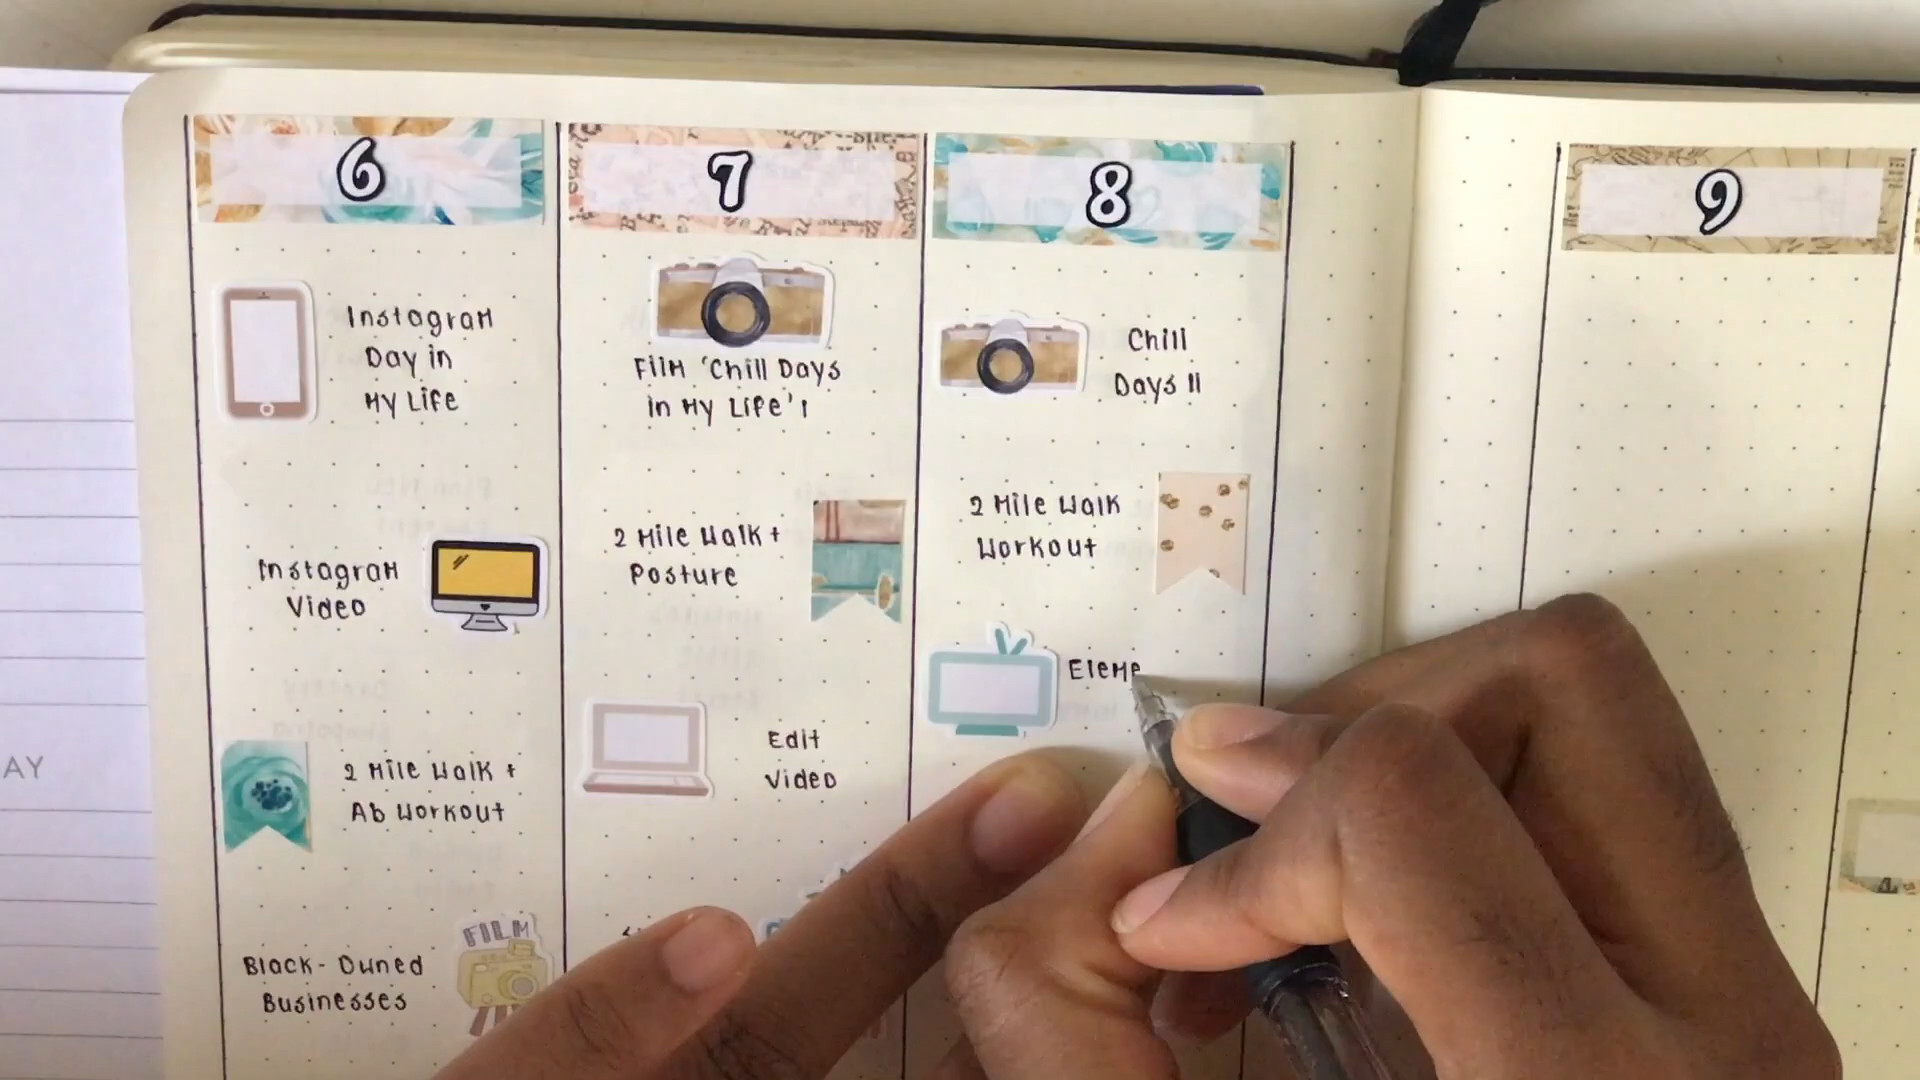 6
Instagram
Day in
My Life
Instagram
Video
2 Mile Walk +
Ab Workout
Black-Owned
Businesses
FILM
7
Film 'Chill Days
in My Life' I
2 Mile Walk +
Posture
Edit
Video
8
Chill
Days II
2 Mile Walk
Workout
Eleme
9
AY